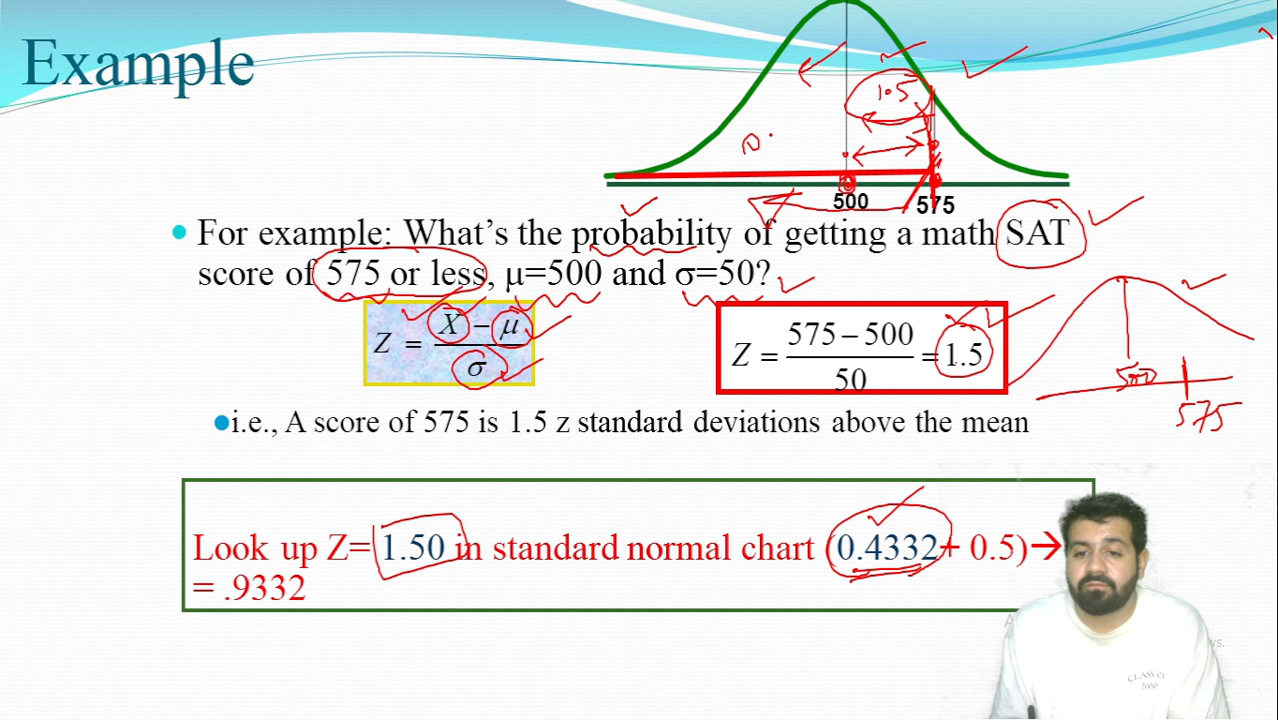 Example
1.5
500
575
For example: What's the probability of getting a math SAT
score of 575 or less, μ=500 and σ=50?
Z = X̅ − μ / σ
Z = 575 − 500 / 50 = 1.5
500
575
i.e., A score of 575 is 1.5 z standard deviations above the mean
Look up Z= 1.50 in standard normal chart (0.4332+ 0.5)→
= .9332
CLASS OF